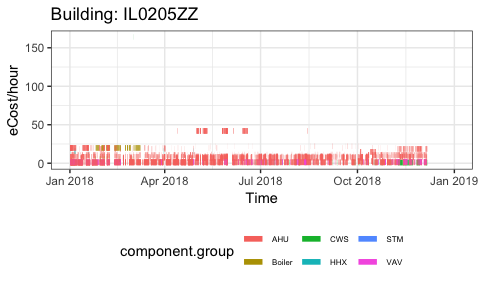 Building: IL0205ZZ
eCost/hour
150
100
50
0
Jan 2018 Apr 2018 Jul 2018 Oct 2018 Jan 2019
Time
component.group
AHU CWS STM
Boiler HHX VAV